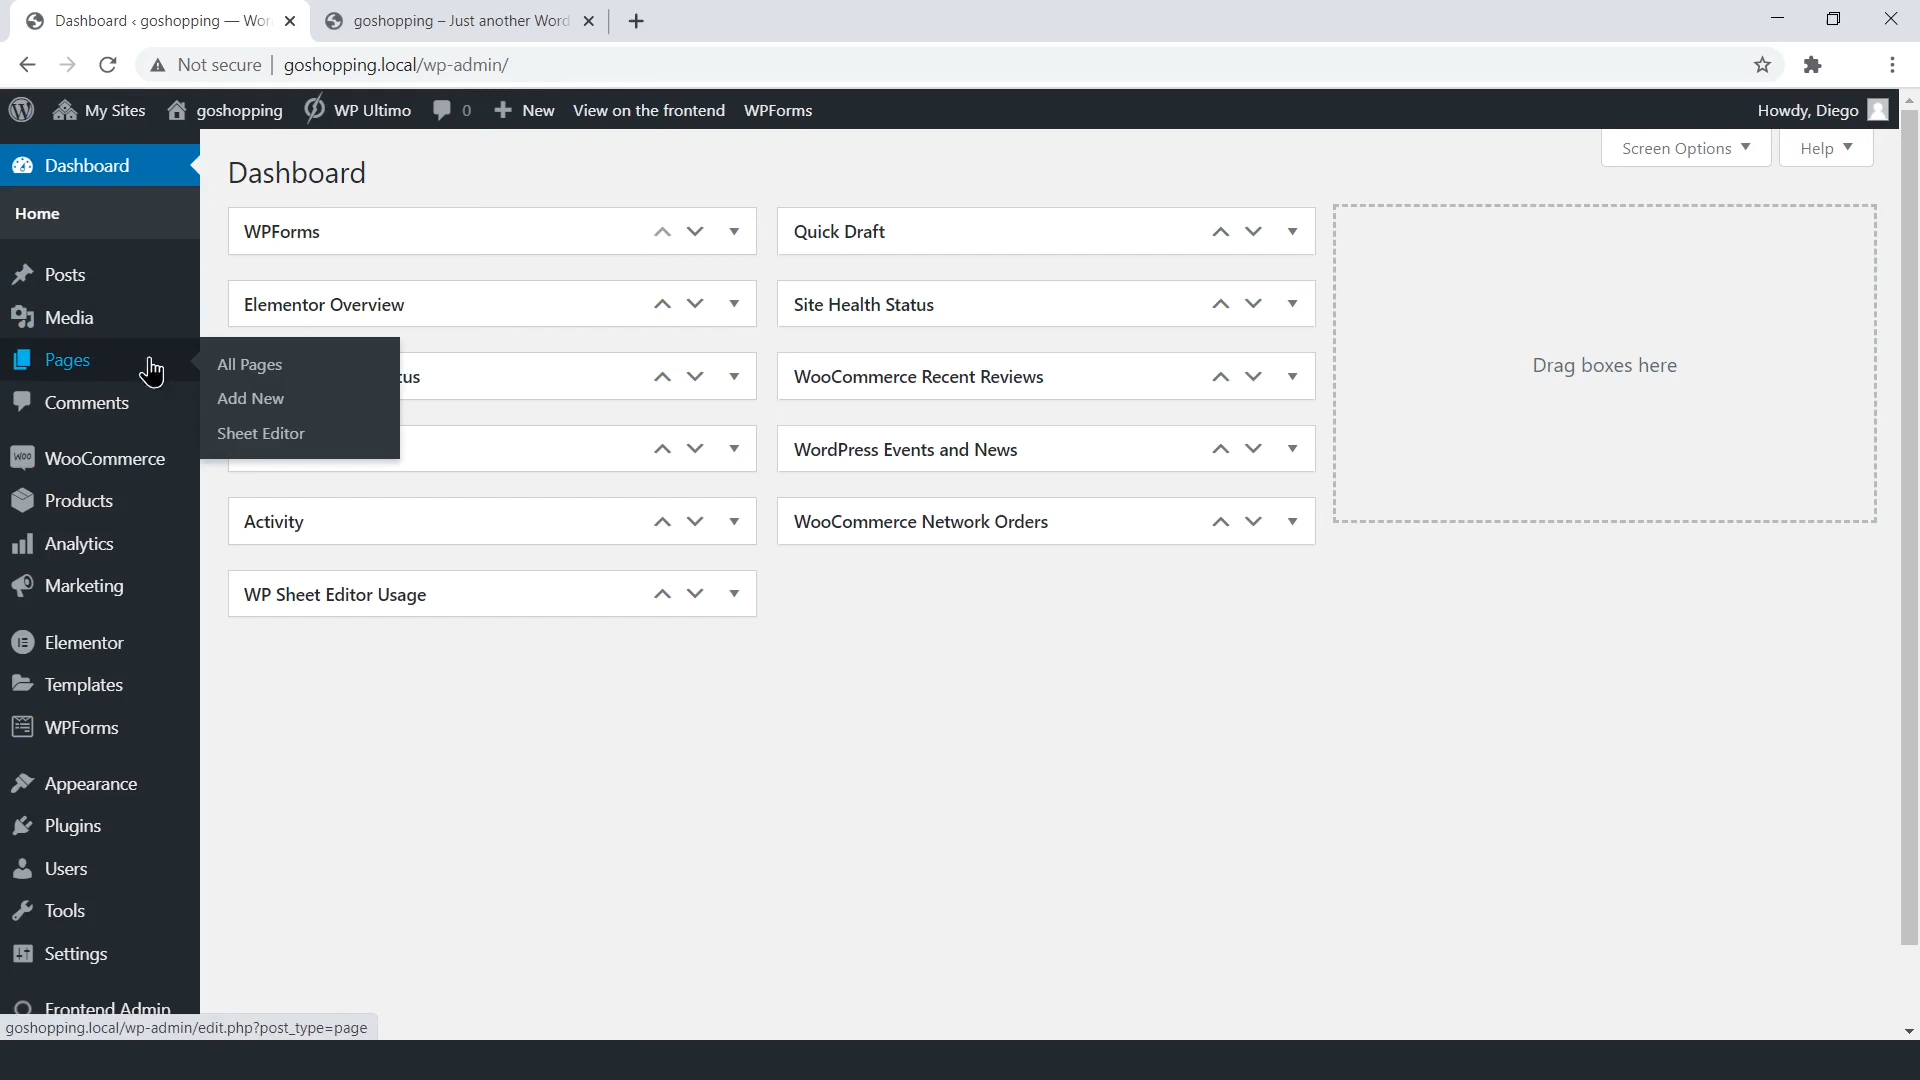 Dashboard ‹ goshopping — Wor
goshopping – Just another Word
Not secure
goshopping.local/wp-admin/
My Sites
goshopping
WP Ultimo
0
New
View on the frontend
WPForms
Howdy, Diego
Dashboard
Home
Posts
Media
Pages
Comments
WooCommerce
Products
Analytics
Marketing
Elementor
Templates
WPForms
Appearance
Plugins
Users
Tools
Settings
Frontend Admin
All Pages
Add New
Sheet Editor
Dashboard
Screen Options
Help
WPForms
Elementor Overview
tus
Activity
WP Sheet Editor Usage
Quick Draft
Site Health Status
WooCommerce Recent Reviews
WordPress Events and News
WooCommerce Network Orders
Drag boxes here
goshopping.local/wp-admin/edit.php?post_type=page